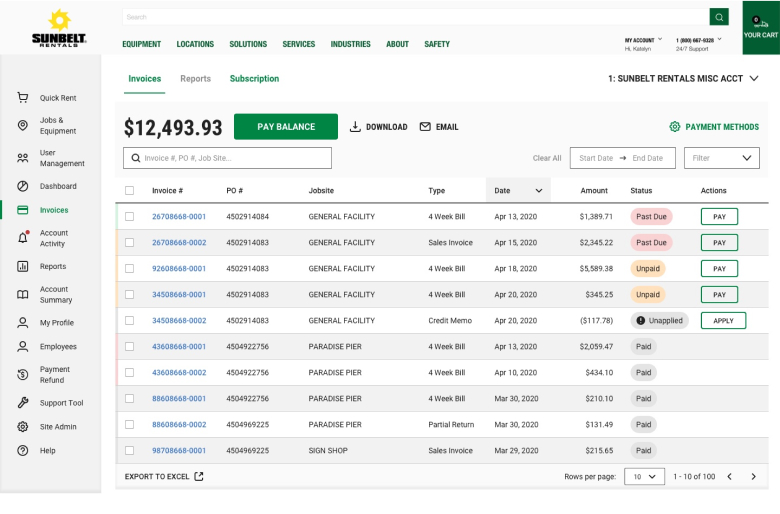 SUNBELT.
RENTALS
Search
0
YOUR CART
EQUIPMENT LOCATIONS SOLUTIONS SERVICES INDUSTRIES ABOUT SAFETY
MY ACCOUNT 1 (800) 667-9328
Hi, Katelyn 24/7 Support
Invoices Reports Subscription
1: SUNBELT RENTALS MISC ACCT
Quick Rent
Jobs &
Equipment
User
Management
Dashboard
Invoices
Account
Activity
Reports
Account
Summary
My Profile
Employees
Payment
Refund
Support Tool
Site Admin
Help
$12,493.93 PAY BALANCE DOWNLOAD EMAIL PAYMENT METHODS
Invoice #, PO #, Job Site... Clear All Start Date → End Date Filter
Invoice # PO # Jobsite Type Date Amount Status Actions
26708668-0001 4502914084 GENERAL FACILITY 4 Week Bill Apr 13, 2020 $1,389.71 Past Due PAY
26708668-0002 4502914083 GENERAL FACILITY Sales Invoice Apr 15, 2020 $2,345.22 Past Due PAY
92608668-0001 4502914083 GENERAL FACILITY 4 Week Bill Apr 18, 2020 $5,589.38 Unpaid PAY
34508668-0001 4502914083 GENERAL FACILITY 4 Week Bill Apr 20, 2020 $345.25 Unpaid PAY
34508668-0002 4502914083 GENERAL FACILITY Credit Memo Apr 20, 2020 ($117.78) Unapplied APPLY
43608668-0001 4504922756 PARADISE PIER 4 Week Bill Apr 13, 2020 $2,059.47 Paid
43608668-0002 4504922756 PARADISE PIER 4 Week Bill Apr 10, 2020 $434.10 Paid
88608668-0001 4504922756 PARADISE PIER 4 Week Bill Mar 30, 2020 $210.10 Paid
88608668-0002 4504969225 PARADISE PIER Partial Return Mar 30, 2020 $131.49 Paid
98708668-0001 4504969225 SIGN SHOP Sales Invoice Mar 29, 2020 $215.65 Paid
EXPORT TO EXCEL Rows per page: 10 1 - 10 of 100